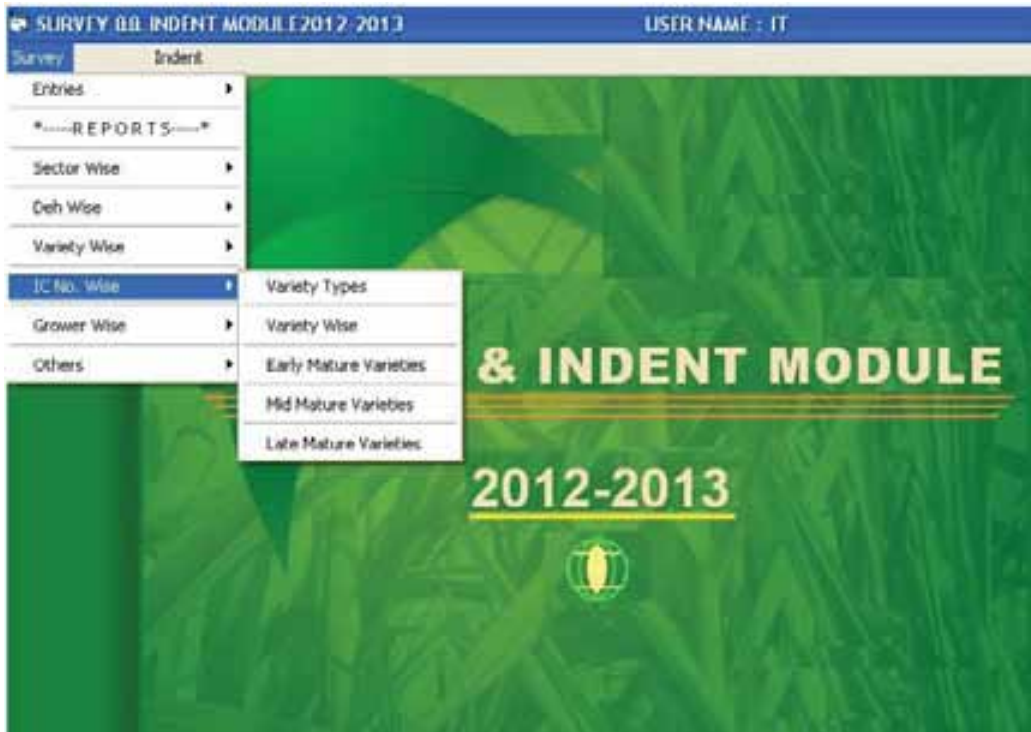 SURVEY && INDENT MODULE2012-2013 USER NAME : IT
Survey Indent
Entries
*-----R E P O R T S-----*
Sector Wise
Deh Wise
Variety Wise
IC No. Wise
Grower Wise
Others
Variety Types
Variety Wise
Early Mature Varieties
Mid Mature Varieties
Late Mature Varieties
& INDENT MODULE
2012-2013